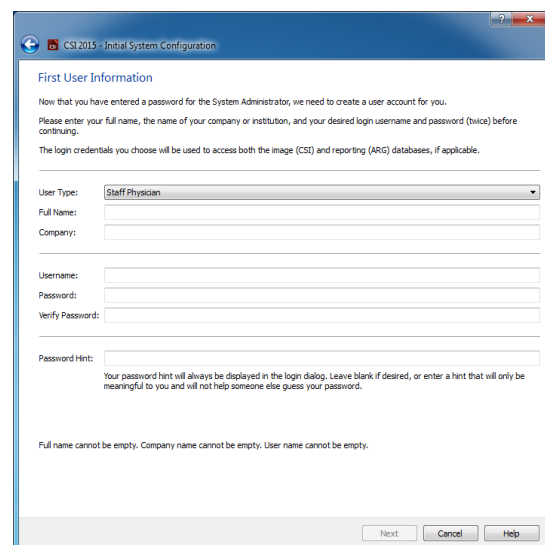 CSI 2015 - Initial System Configuration
First User Information
Now that you have entered a password for the System Administrator, we need to create a user account for you.
Please enter your full name, the name of your company or institution, and your desired login username and password (twice) before
continuing.
The login credentials you choose will be used to access both the image (CSI) and reporting (ARG) databases, if applicable.
User Type: Staff Physician
Full Name:
Company:
Username:
Password:
Verify Password:
Password Hint:
Your password hint will always be displayed in the login dialog. Leave blank if desired, or enter a hint that will only be
meaningful to you and will not help someone else guess your password.
Full name cannot be empty. Company name cannot be empty. User name cannot be empty.
Next Cancel Help